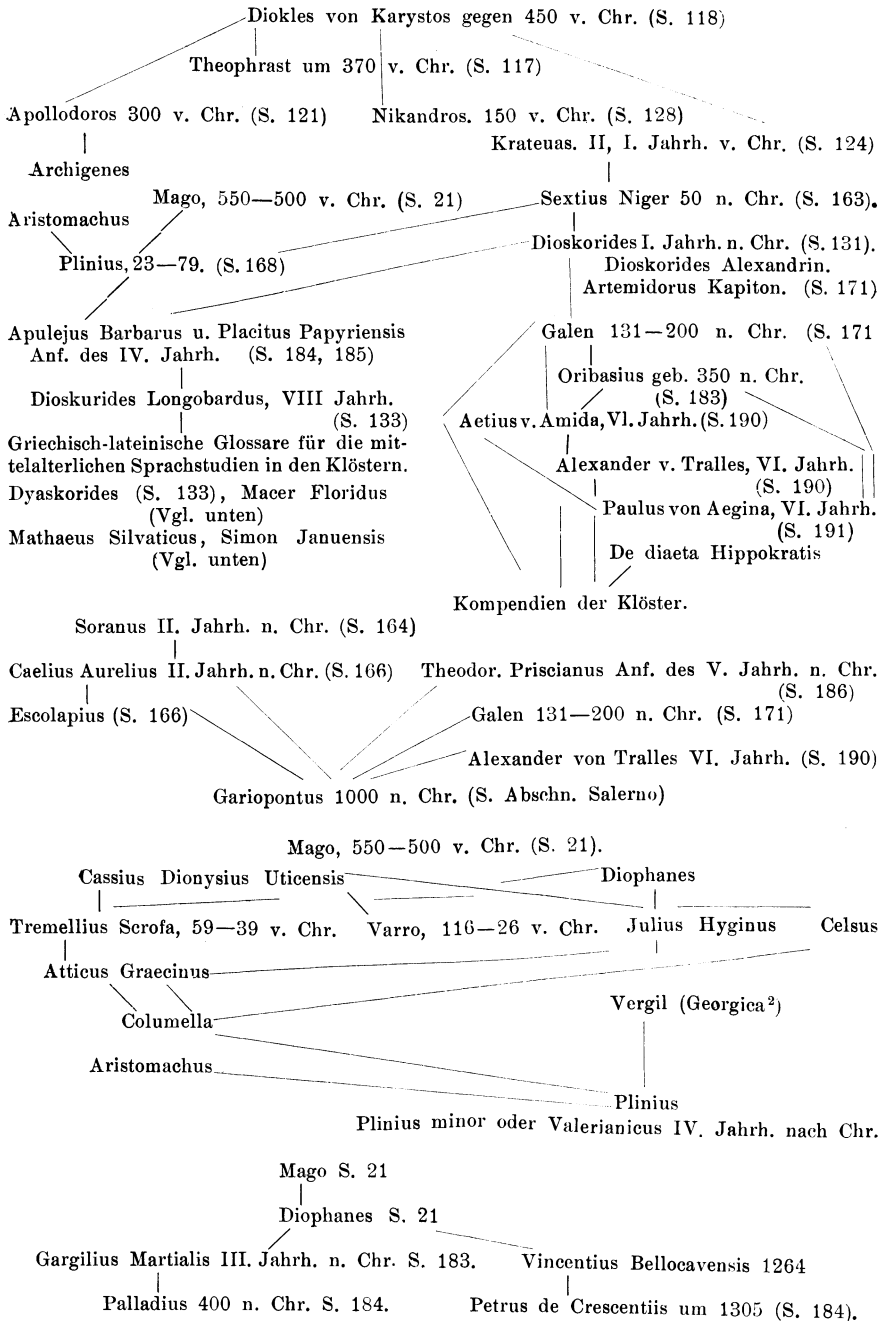 Diokles von Karystos gegen 450 v. Chr. (S. 118)
Theophrast um 370 v. Chr. (S. 117)
Apollodoros 300 v. Chr. (S. 121)
Nikandros. 150 v. Chr. (S. 128)
Krateuas. II, I. Jahrh. v. Chr. (S. 124)
Archigenes
Mago, 550—500 v. Chr. (S. 21)
Sextius Niger 50 n. Chr. (S. 163).
Aristomachus
Dioskorides I. Jahrh. n. Chr. (S. 131).
Plinius, 23—79. (S. 168)
Dioskorides Alexandrin.
Artemidorus Kapiton. (S. 171)
Apulejus Barbarus u. Placitus Papyriensis
Anf. des IV. Jahrh. (S. 184, 185)
Galen 131—200 n. Chr. (S. 171
Oribasius geb. 350 n. Chr.
(S. 183)
Dioskurides Longobardus, VIII Jahrh.
(S. 133)
Aetius v. Amida, VI. Jahrh. (S. 190)
Griechisch-lateinische Glossare für die mit-
telalterlichen Sprachstudien in den Klöstern.
Alexander v. Tralles, VI. Jahrh.
(S. 190)
Dyaskorides (S. 133), Macer Floridus
(Vgl. unten)
Paulus von Aegina, VI. Jahrh.
(S. 191)
Mathaeus Silvaticus, Simon Januensis
(Vgl. unten)
De diaeta Hippokratis
Kompendien der Klöster.
Soranus II. Jahrh. n. Chr. (S. 164)
Caelius Aurelius II. Jahrh. n. Chr. (S. 166)
Theodor. Priscianus Anf. des V. Jahrh. n. Chr.
(S. 186)
Escolapius (S. 166)
Galen 131—200 n. Chr. (S. 171)
Alexander von Tralles VI. Jahrh. (S. 190)
Gariopontus 1000 n. Chr. (S. Abschn. Salerno)
Mago, 550—500 v. Chr. (S. 21).
Cassius Dionysius Uticensis
Diophanes
Tremellius Scrofa, 59—39 v. Chr.
Varro, 116—26 v. Chr.
Julius Hyginus
Celsus
Atticus Graecinus
Vergil (Georgica²)
Columella
Aristomachus
Plinius
Plinius minor oder Valerianicus IV. Jahrh. nach Chr.
Mago S. 21
Diophanes S. 21
Gargilius Martialis III. Jahrh. n. Chr. S. 183.
Vincentius Bellocavensis 1264
Palladius 400 n. Chr. S. 184.
Petrus de Crescentiis um 1305 (S. 184).